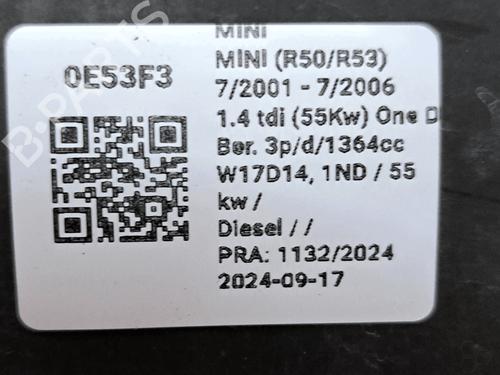 MINI
0E53F3
MINI (R50/R53)
7/2001 - 7/2006
1.4 tdi (55Kw) One D
Ber. 3p/d/1364cc
W17D14, 1ND / 55
kw /
Diesel / /
PRA: 1132/2024
2024-09-17
B-PARTS